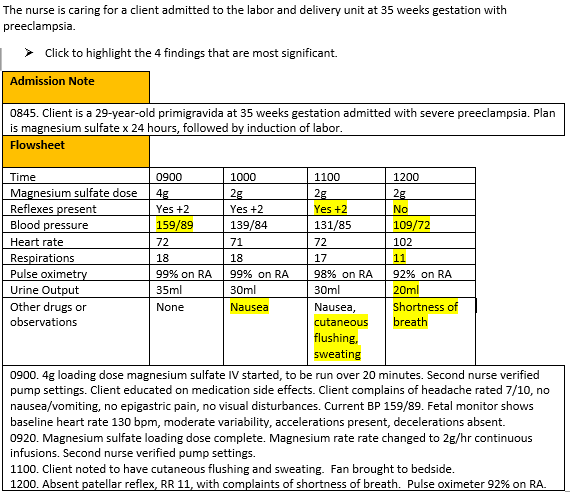 The nurse is caring for a client admitted to the labor and delivery unit at 35 weeks gestation with
preeclampsia.
➢ Click to highlight the 4 findings that are most significant.
Admission Note
0845. Client is a 29-year-old primigravida at 35 weeks gestation admitted with severe preeclampsia. Plan
is magnesium sulfate x 24 hours, followed by induction of labor.
Flowsheet
Time 0900 1000 1100 1200
Magnesium sulfate dose 4g 2g 2g 2g
Reflexes present Yes +2 Yes +2 Yes +2 No
Blood pressure 159/89 139/84 131/85 109/72
Heart rate 72 71 72 102
Respirations 18 18 17 11
Pulse oximetry 99% on RA 99% on RA 98% on RA 92% on RA
Urine Output 35ml 30ml 30ml 20ml
Other drugs or None Nausea Nausea, Shortness of
observations cutaneous breath
flushing,
sweating
0900. 4g loading dose magnesium sulfate IV started, to be run over 20 minutes. Second nurse verified
pump settings. Client educated on medication side effects. Client complains of headache rated 7/10, no
nausea/vomiting, no epigastric pain, no visual disturbances. Current BP 159/89. Fetal monitor shows
baseline heart rate 130 bpm, moderate variability, accelerations present, decelerations absent.
0920. Magnesium sulfate loading dose complete. Magnesium rate rate changed to 2g/hr continuous
infusions. Second nurse verified pump settings.
1100. Client noted to have cutaneous flushing and sweating. Fan brought to bedside.
1200. Absent patellar reflex, RR 11, with complaints of shortness of breath. Pulse oximeter 92% on RA.